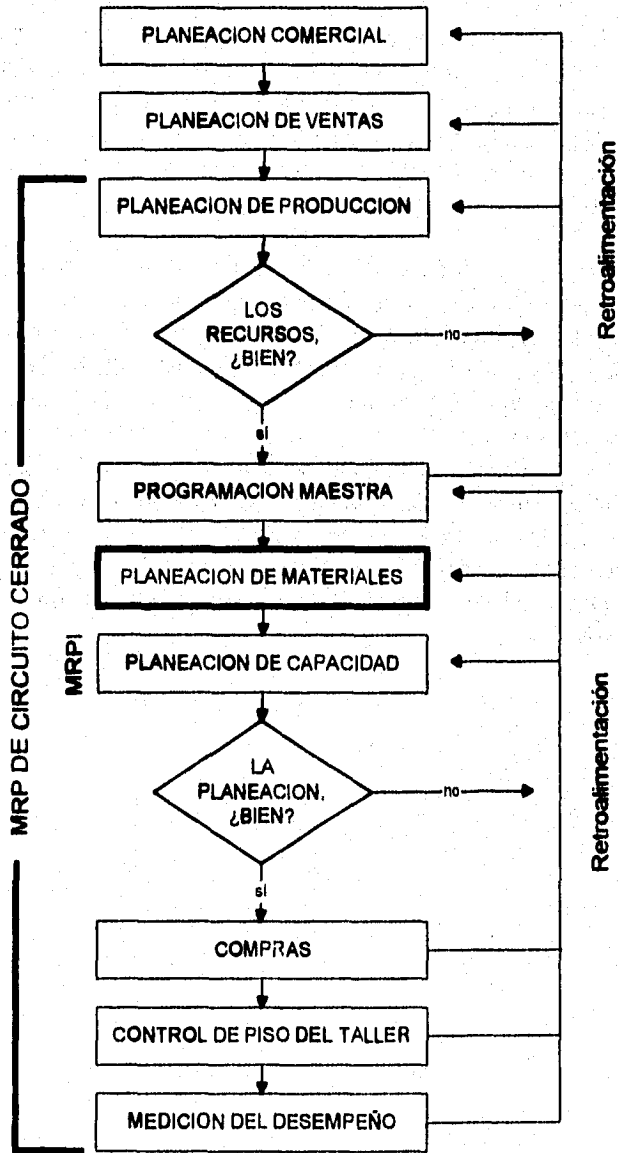 PLANEACION COMERCIAL
PLANEACION DE VENTAS
PLANEACION DE PRODUCCION
LOS
RECURSOS,
¿BIEN?
no
sí
PROGRAMACION MAESTRA
PLANEACION DE MATERIALES
PLANEACION DE CAPACIDAD
LA
PLANEACION,
¿BIEN?
no
sí
COMPRAS
CONTROL DE PISO DEL TALLER
MEDICION DEL DESEMPEÑO
MRP DE CIRCUITO CERRADO
MRPI
Retroalimentación
Retroalimentación